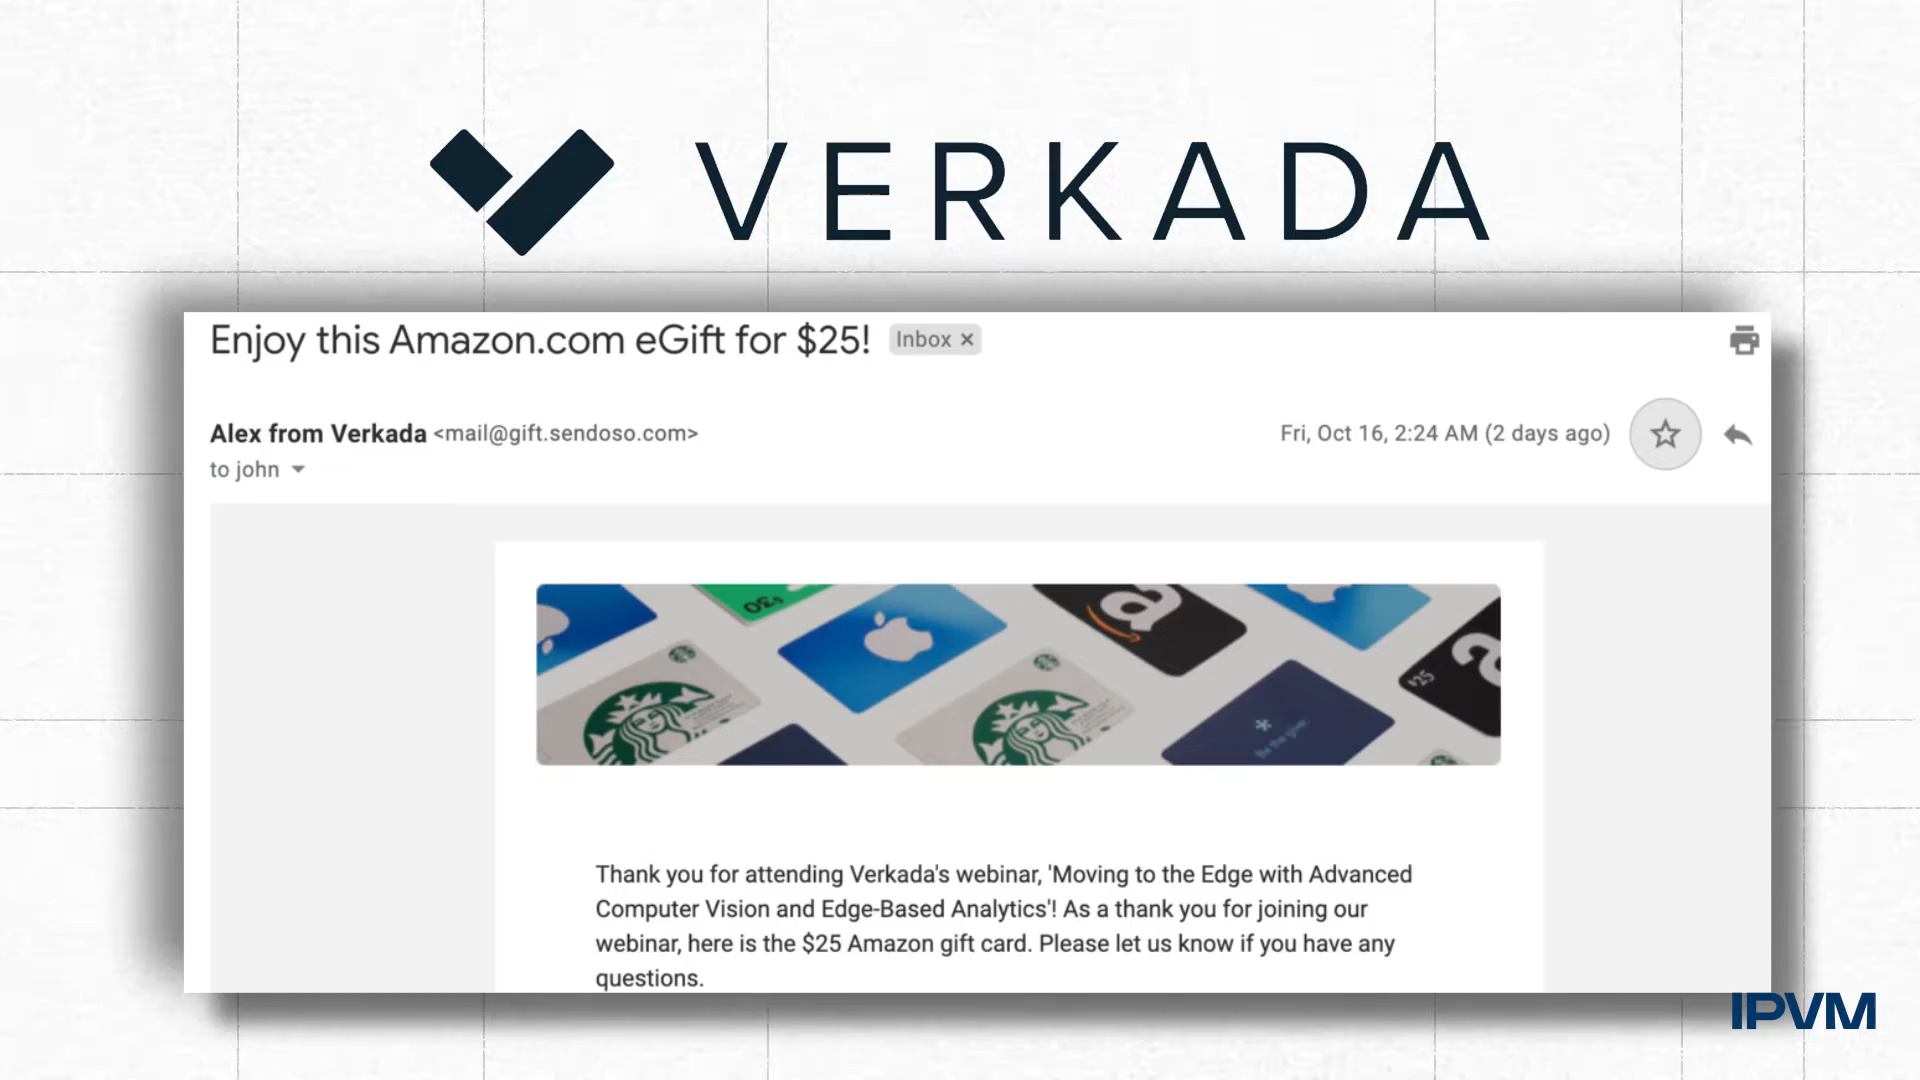 VERKADA
Enjoy this Amazon.com eGift for $25! Inbox ×
Alex from Verkada <mail@gift.sendoso.com> Fri, Oct 16, 2:24 AM (2 days ago)
to john
$30
$25
Thank you for attending Verkada's webinar, 'Moving to the Edge with Advanced
Computer Vision and Edge-Based Analytics'! As a thank you for joining our
webinar, here is the $25 Amazon gift card. Please let us know if you have any
questions.
IPVM